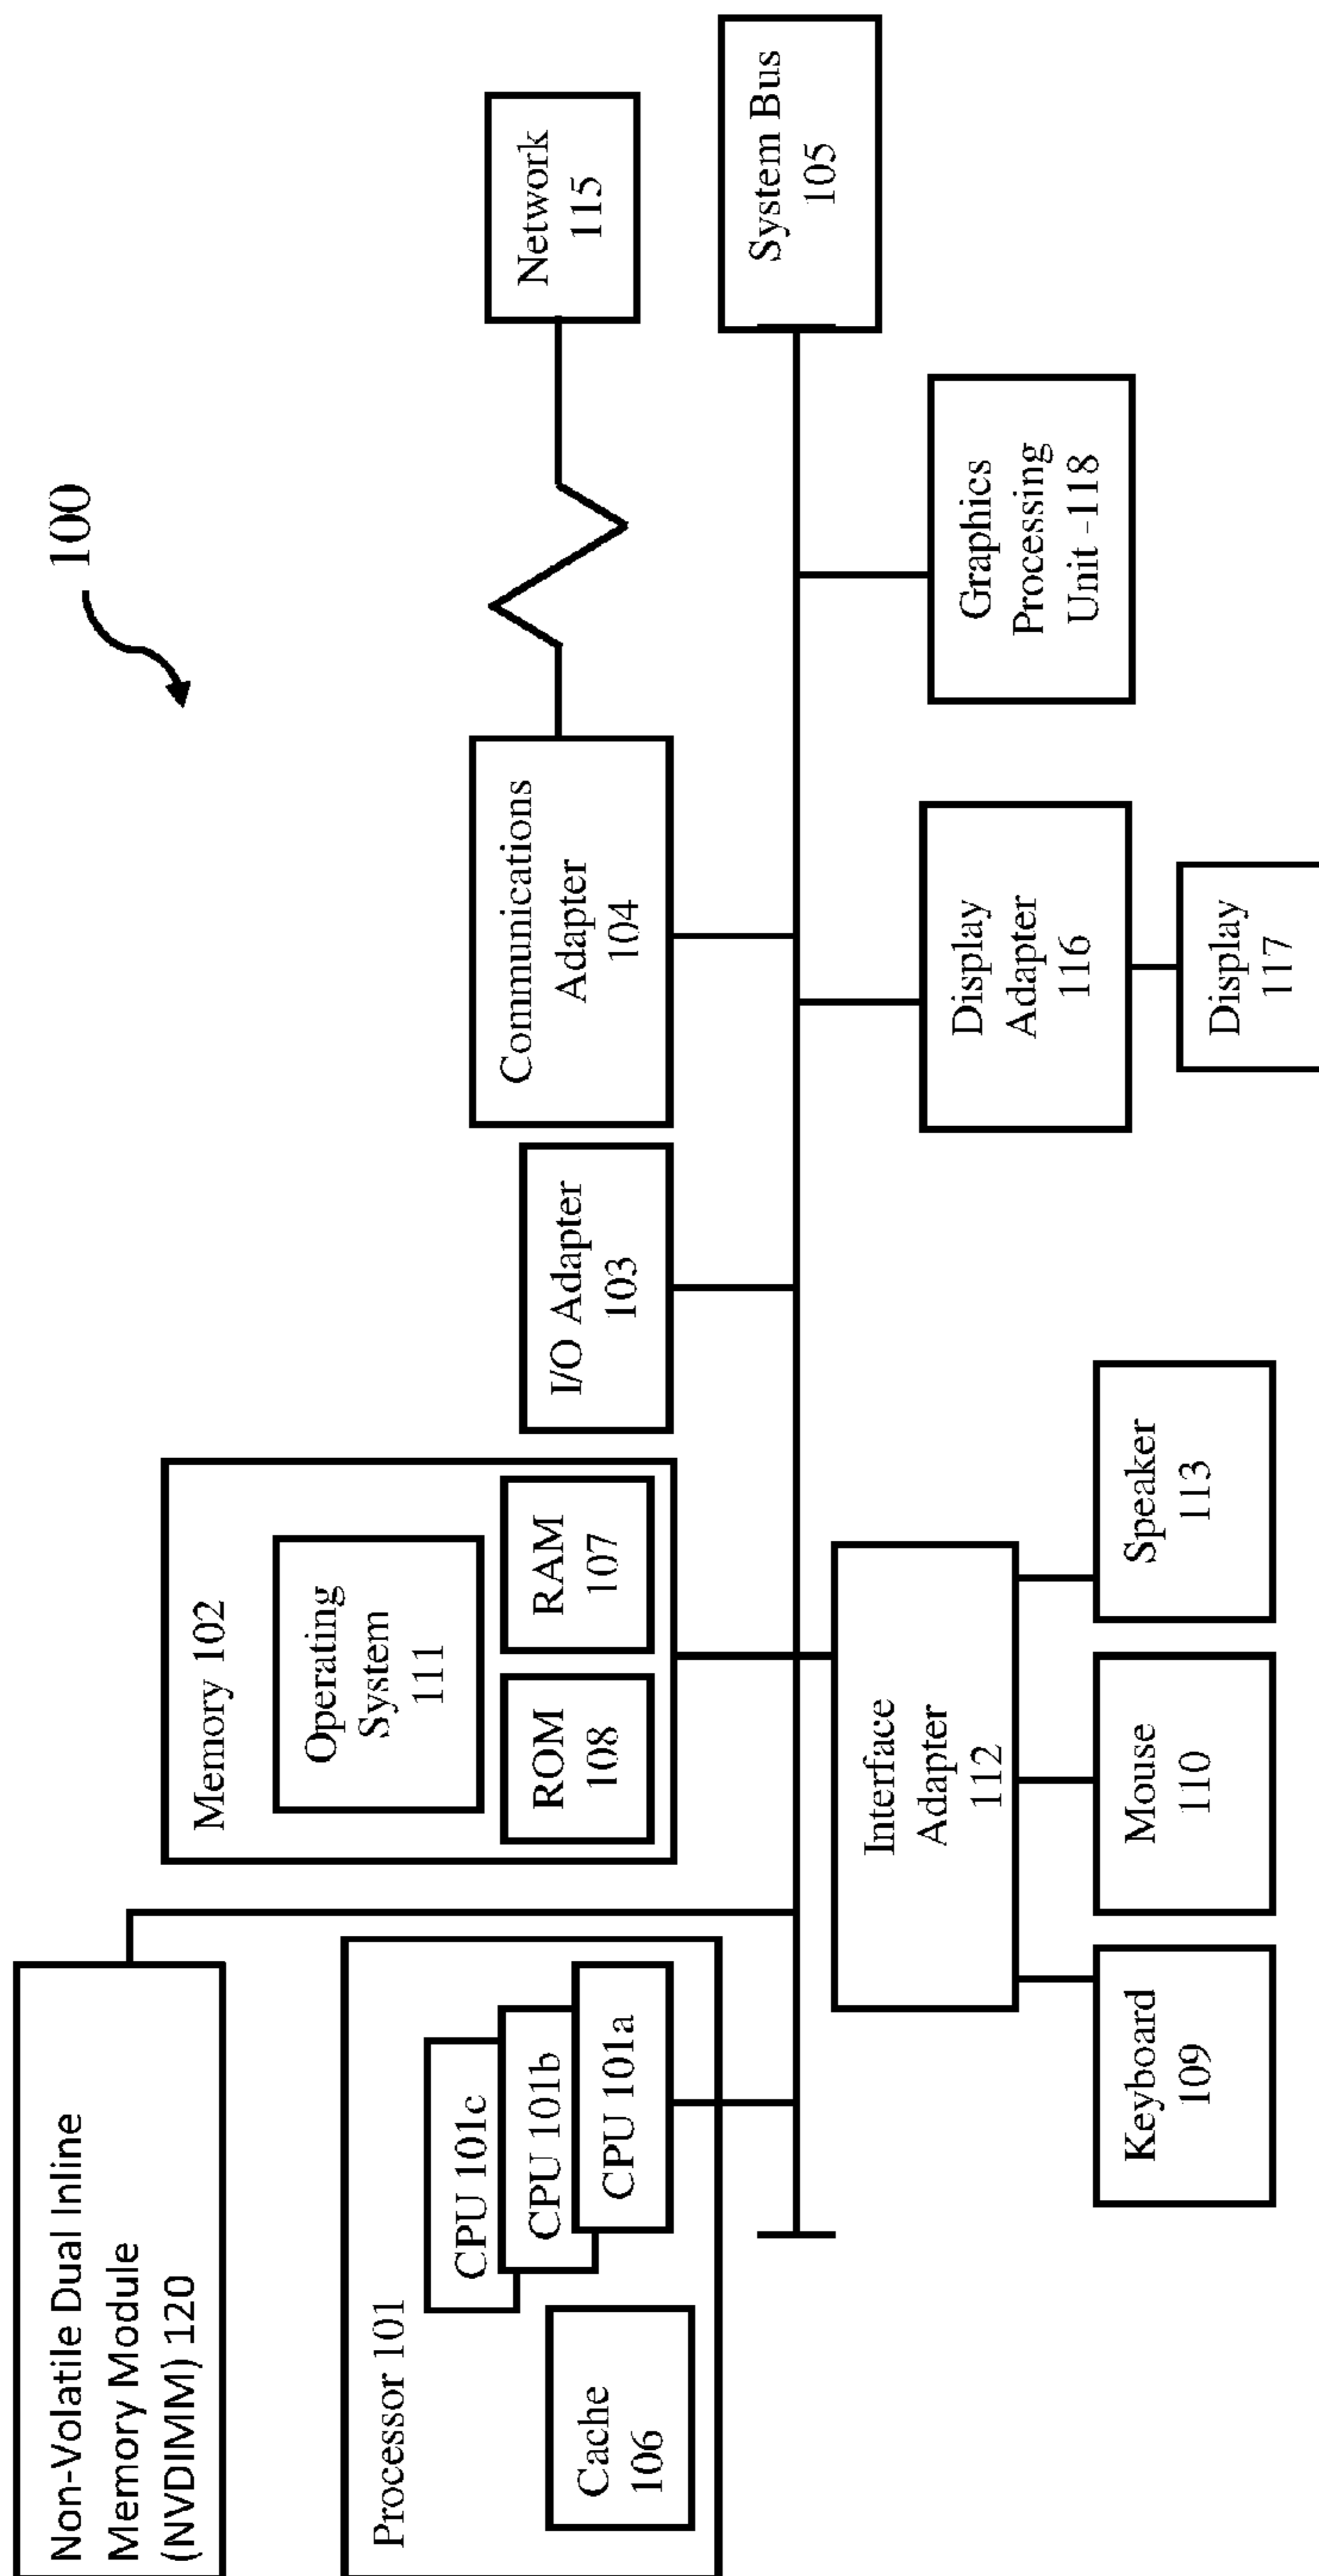 100
Non-Volatile Dual Inline
Memory Module
(NVDIMM) 120
Processor 101
CPU 101c
CPU 101b
CPU 101a
Cache
106
Memory 102
Operating
System
111
ROM
108
RAM
107
I/O Adapter
103
Communications
Adapter
104
Network
115
System Bus
105
Interface
Adapter
112
Keyboard
109
Mouse
110
Speaker
113
Display
Adapter
116
Display
117
Graphics
Processing
Unit -118